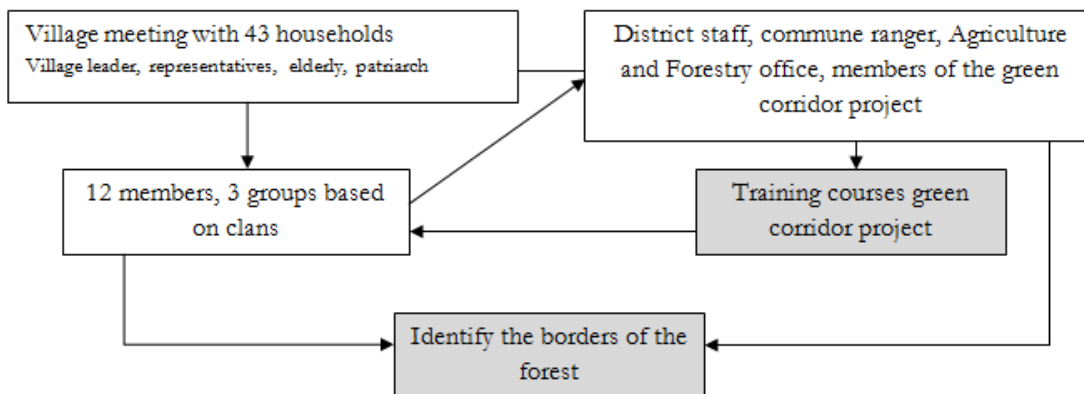 Village meeting with 43 households
Village leader, representatives, elderly, patriarch
District staff, commune ranger, Agriculture
and Forestry office, members of the green
corridor project
12 members, 3 groups based
on clans
Training courses green
corridor project
Identify the borders of the
forest